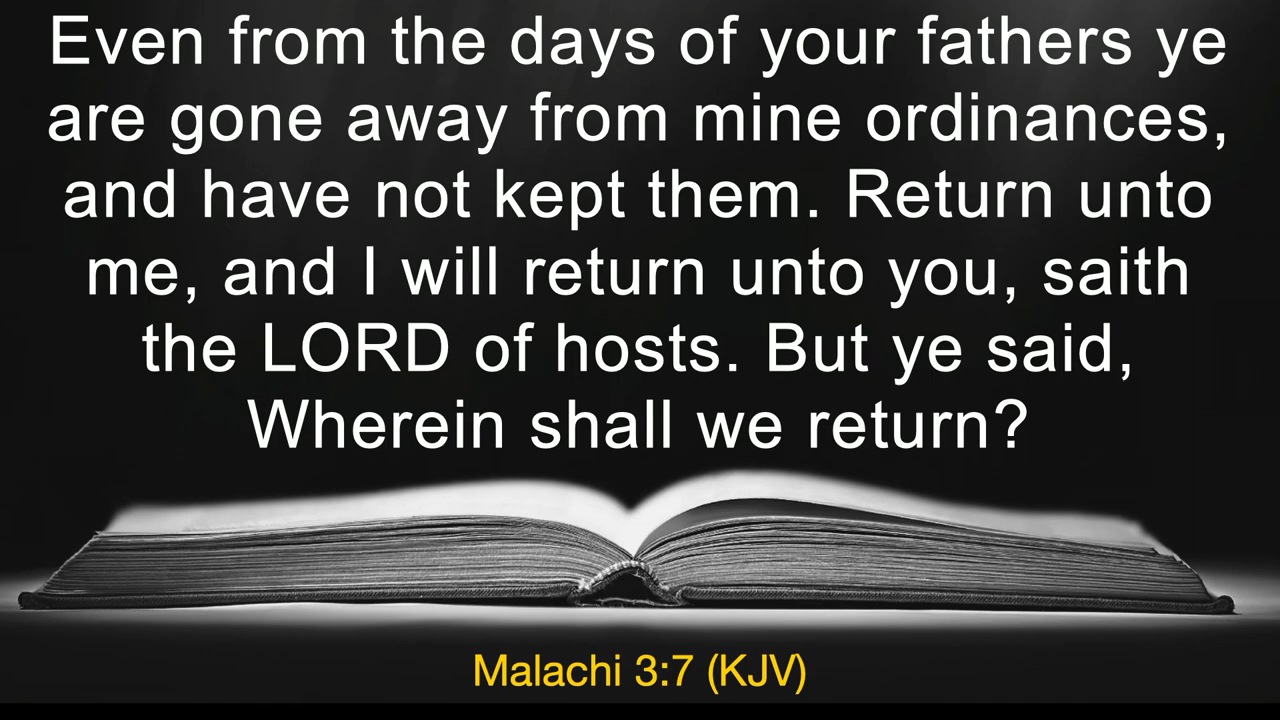 Even from the days of your fathers ye
are gone away from mine ordinances,
and have not kept them. Return unto
me, and I will return unto you, saith
the LORD of hosts. But ye said,
Wherein shall we return?
Malachi 3:7 (KJV)